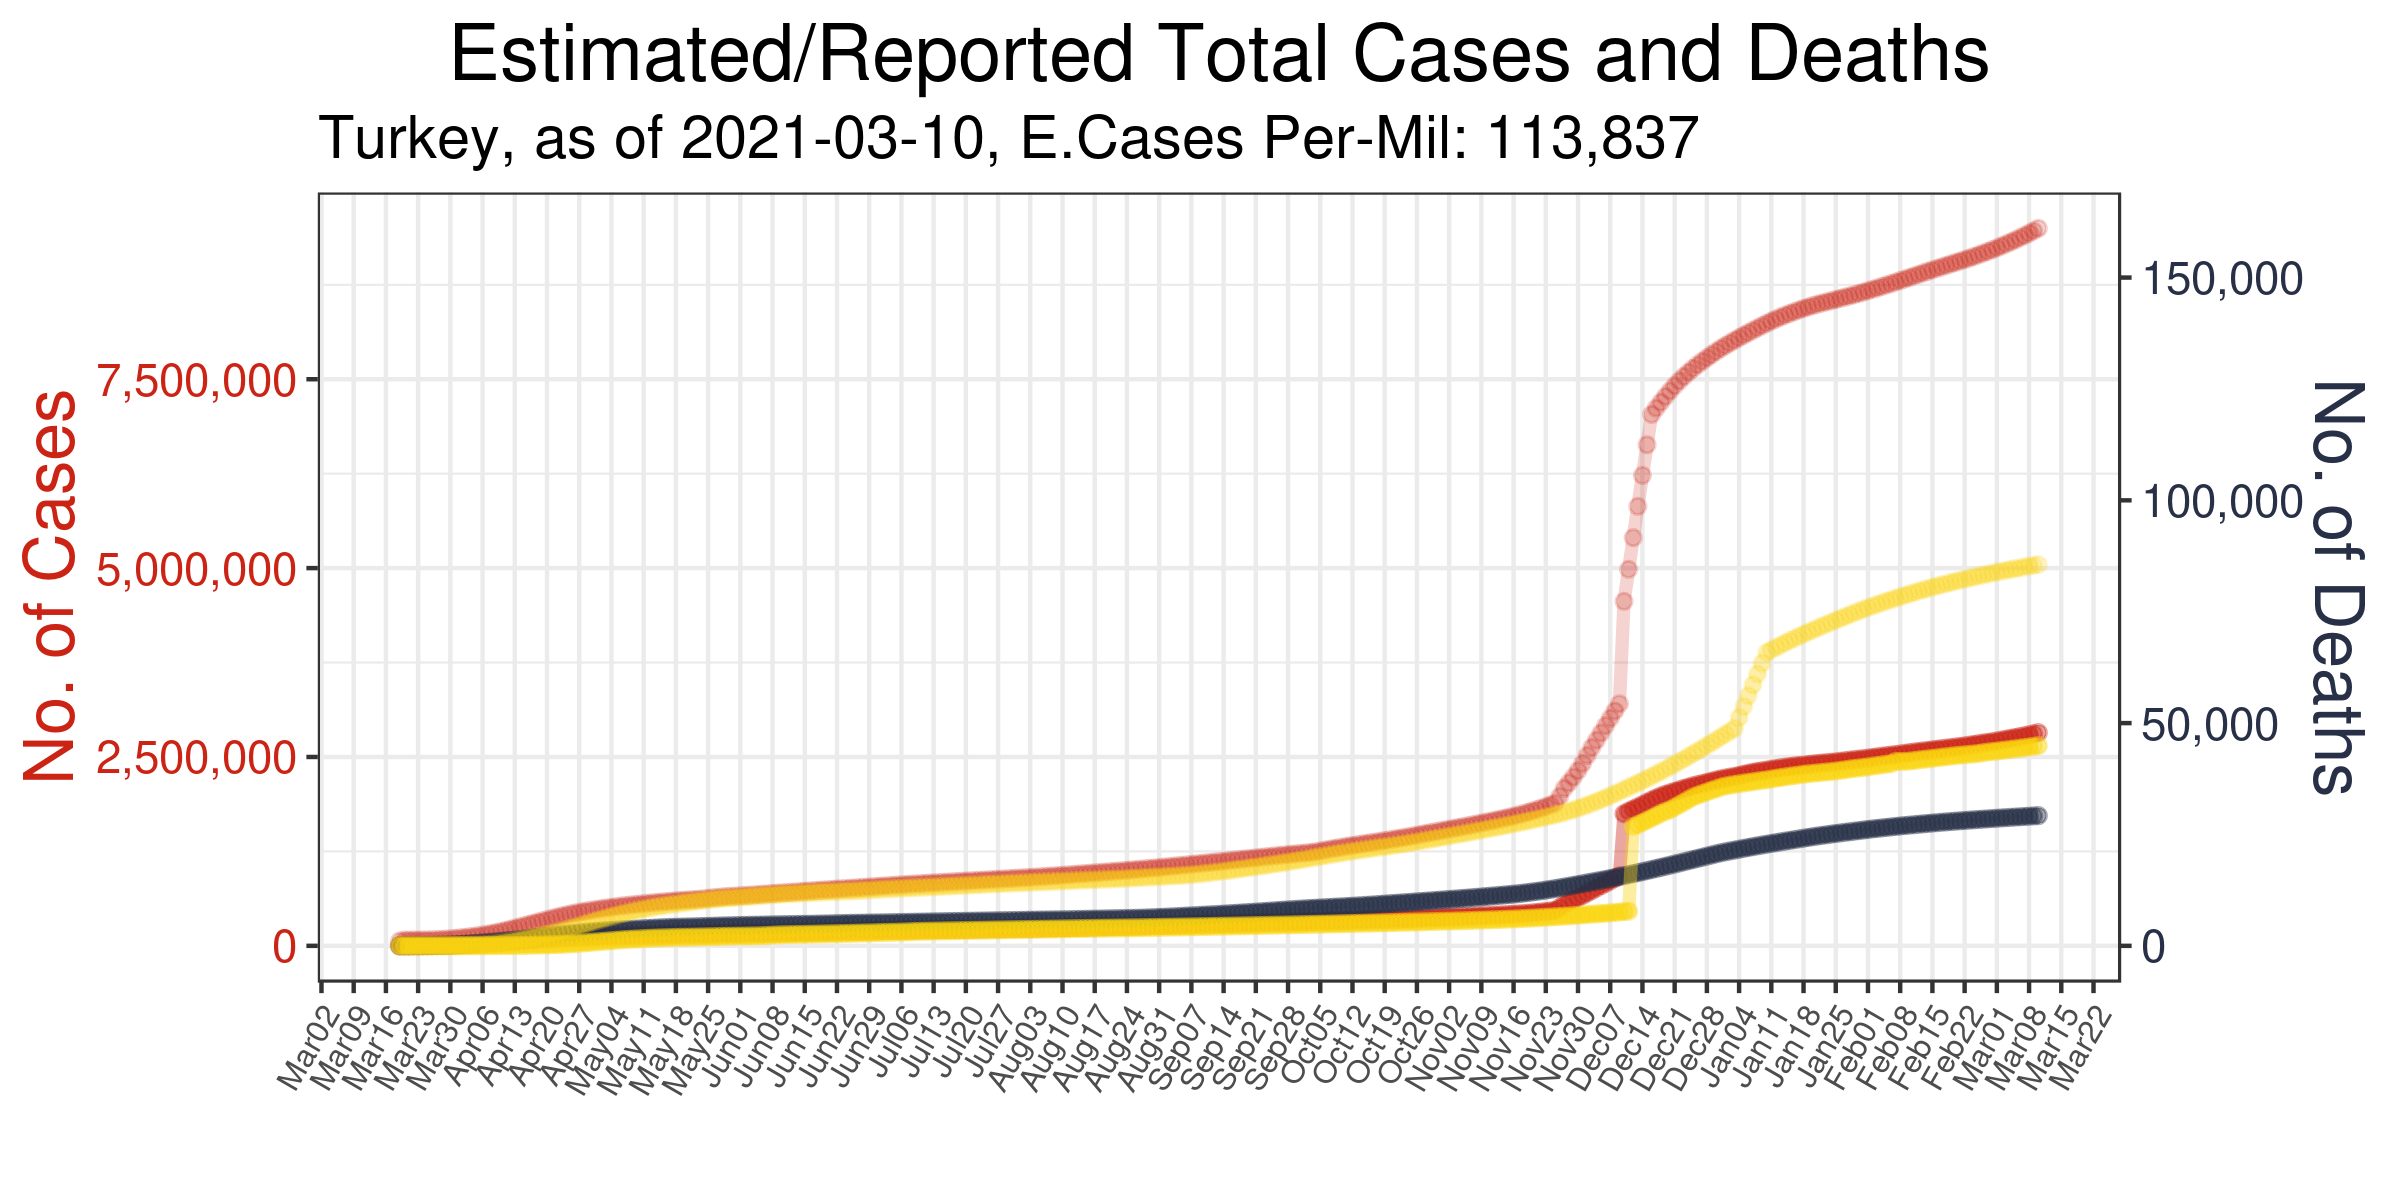 Estimated/Reported Total Cases and Deaths
Turkey, as of 2021-03-10, E.Cases Per-Mil: 113,837
No. of Cases
7,500,000
5,000,000
2,500,000
0
150,000
100,000
50,000
0
No. of Deaths
Mar02
Mar09
Mar16
Mar23
Mar30
Apr06
Apr13
Apr20
Apr27
May04
May11
May18
May25
Jun01
Jun08
Jun15
Jun22
Jun29
Jul06
Jul13
Jul20
Jul27
Aug03
Aug10
Aug17
Aug24
Aug31
Sep07
Sep14
Sep21
Sep28
Oct05
Oct12
Oct19
Oct26
Nov02
Nov09
Nov16
Nov23
Nov30
Dec07
Dec14
Dec21
Dec28
Jan04
Jan11
Jan18
Jan25
Feb01
Feb08
Feb15
Feb22
Mar01
Mar08
Mar15
Mar22